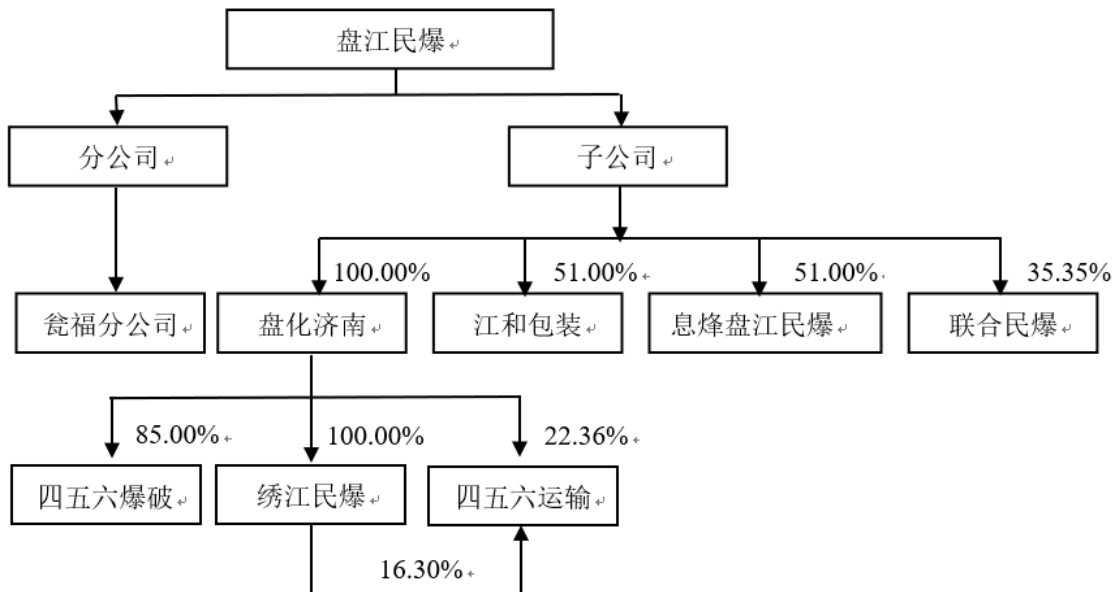 盘江民爆
分公司
子公司
100.00%
51.00%
51.00%
35.35%
瓮福分公司
盘化济南
江和包装
息烽盘江民爆
联合民爆
85.00%
100.00%
22.36%
四五六爆破
绣江民爆
四五六运输
16.30%